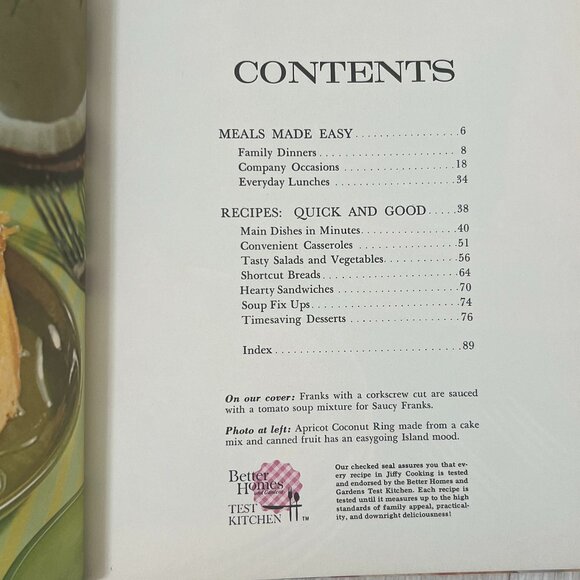 CONTENTS
MEALS MADE EASY.................6
Family Dinners........................8
Company Occasions...................18
Everyday Lunches....................34
RECIPES: QUICK AND GOOD.....38
Main Dishes in Minutes................40
Convenient Casseroles.................51
Tasty Salads and Vegetables............56
Shortcut Breads......................64
Hearty Sandwiches...................70
Soup Fix Ups........................74
Timesaving Desserts..................76
Index..............................89
On our cover: Franks with a corkscrew cut are sauced
with a tomato soup mixture for Saucy Franks.
Photo at left: Apricot Coconut Ring made from a cake
mix and canned fruit has an easygoing Island mood.
Better
Homes
and Gardens
TEST
KITCHEN TM
Our checked seal assures you that ev-
ery recipe in Jiffy Cooking is tested
and endorsed by the Better Homes and
Gardens Test Kitchen. Each recipe is
tested until it measures up to the high
standards of family appeal, practical-
ity, and downright deliciousness!